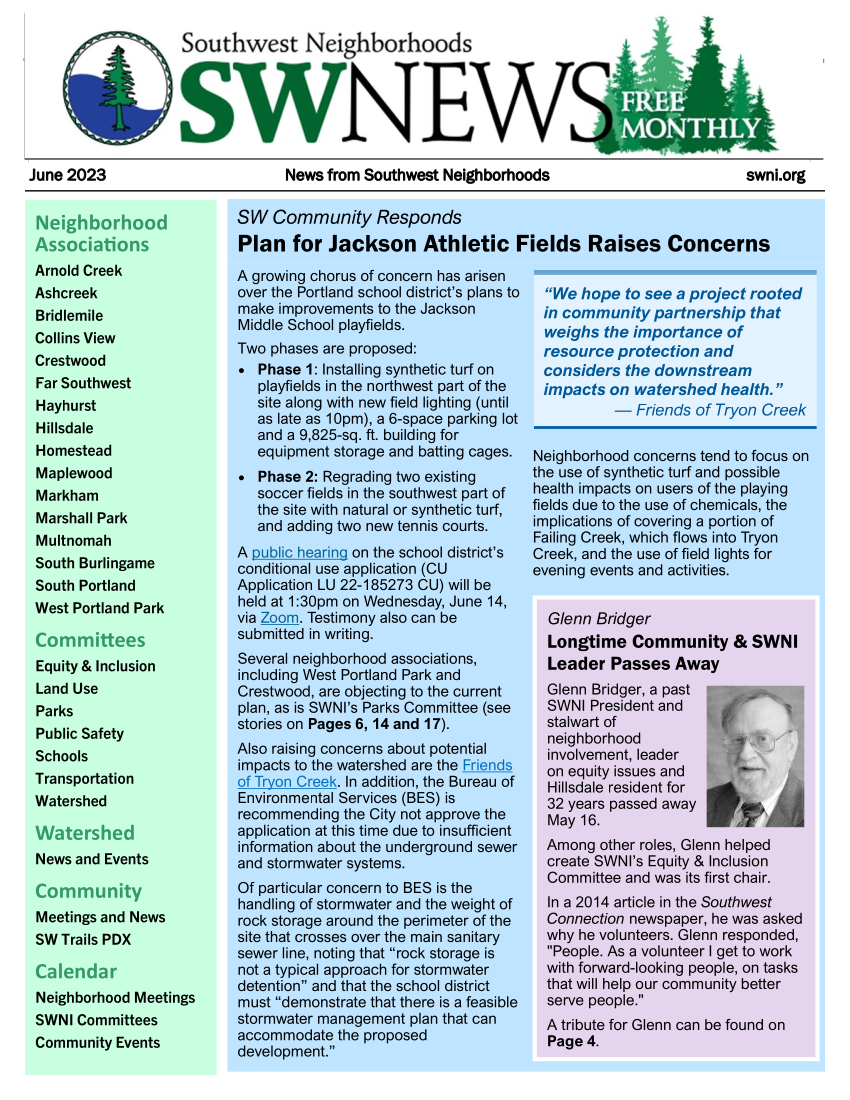 Southwest Neighborhoods
SWNEWS
FREE
MONTHLY
June 2023
News from Southwest Neighborhoods
swni.org
Neighborhood
Associations
Arnold Creek
Ashcreek
Bridlemile
Collins View
Crestwood
Far Southwest
Hayhurst
Hillsdale
Homestead
Maplewood
Markham
Marshall Park
Multnomah
South Burlingame
South Portland
West Portland Park
Committees
Equity & Inclusion
Land Use
Parks
Public Safety
Schools
Transportation
Watershed
Watershed
News and Events
Community
Meetings and News
SW Trails PDX
Calendar
Neighborhood Meetings
SWNI Committees
Community Events
SW Community Responds
Plan for Jackson Athletic Fields Raises Concerns
A growing chorus of concern has arisen
over the Portland school district’s plans to
make improvements to the Jackson
Middle School playfields.
Two phases are proposed:
• Phase 1: Installing synthetic turf on
playfields in the northwest part of the
site along with new field lighting (until
as late as 10pm), a 6-space parking lot
and a 9,825-sq. ft. building for
equipment storage and batting cages.
• Phase 2: Regrading two existing
soccer fields in the southwest part of
the site with natural or synthetic turf,
and adding two new tennis courts.
A public hearing on the school district’s
conditional use application (CU
Application LU 22-185273 CU) will be
held at 1:30pm on Wednesday, June 14,
via Zoom. Testimony also can be
submitted in writing.
Several neighborhood associations,
including West Portland Park and
Crestwood, are objecting to the current
plan, as is SWNI’s Parks Committee (see
stories on Pages 6, 14 and 17).
Also raising concerns about potential
impacts to the watershed are the Friends
of Tryon Creek. In addition, the Bureau of
Environmental Services (BES) is
recommending the City not approve the
application at this time due to insufficient
information about the underground sewer
and stormwater systems.
Of particular concern to BES is the
handling of stormwater and the weight of
rock storage around the perimeter of the
site that crosses over the main sanitary
sewer line, noting that “rock storage is
not a typical approach for stormwater
detention” and that the school district
must “demonstrate that there is a feasible
stormwater management plan that can
accommodate the proposed
development.”
“We hope to see a project rooted
in community partnership that
weighs the importance of
resource protection and
considers the downstream
impacts on watershed health.”
— Friends of Tryon Creek
Neighborhood concerns tend to focus on
the use of synthetic turf and possible
health impacts on users of the playing
fields due to the use of chemicals, the
implications of covering a portion of
Failing Creek, which flows into Tryon
Creek, and the use of field lights for
evening events and activities.
Glenn Bridger
Longtime Community & SWNI
Leader Passes Away
Glenn Bridger, a past
SWNI President and
stalwart of
neighborhood
involvement, leader
on equity issues and
Hillsdale resident for
32 years passed away
May 16.
Among other roles, Glenn helped
create SWNI’s Equity & Inclusion
Committee and was its first chair.
In a 2014 article in the Southwest
Connection newspaper, he was asked
why he volunteers. Glenn responded,
"People. As a volunteer I get to work
with forward-looking people, on tasks
that will help our community better
serve people."
A tribute for Glenn can be found on
Page 4.